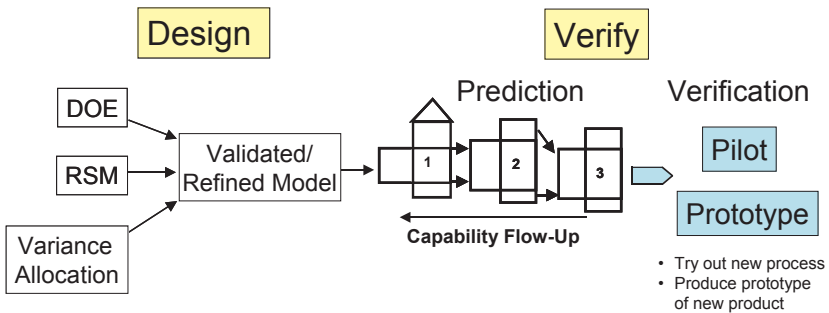 Design
Verify
Prediction
Verification
DOE
RSM
Variance
Allocation
Validated/
Refined Model
1
2
3
Capability Flow-Up
Pilot
Prototype
• Try out new process
• Produce prototype
of new product